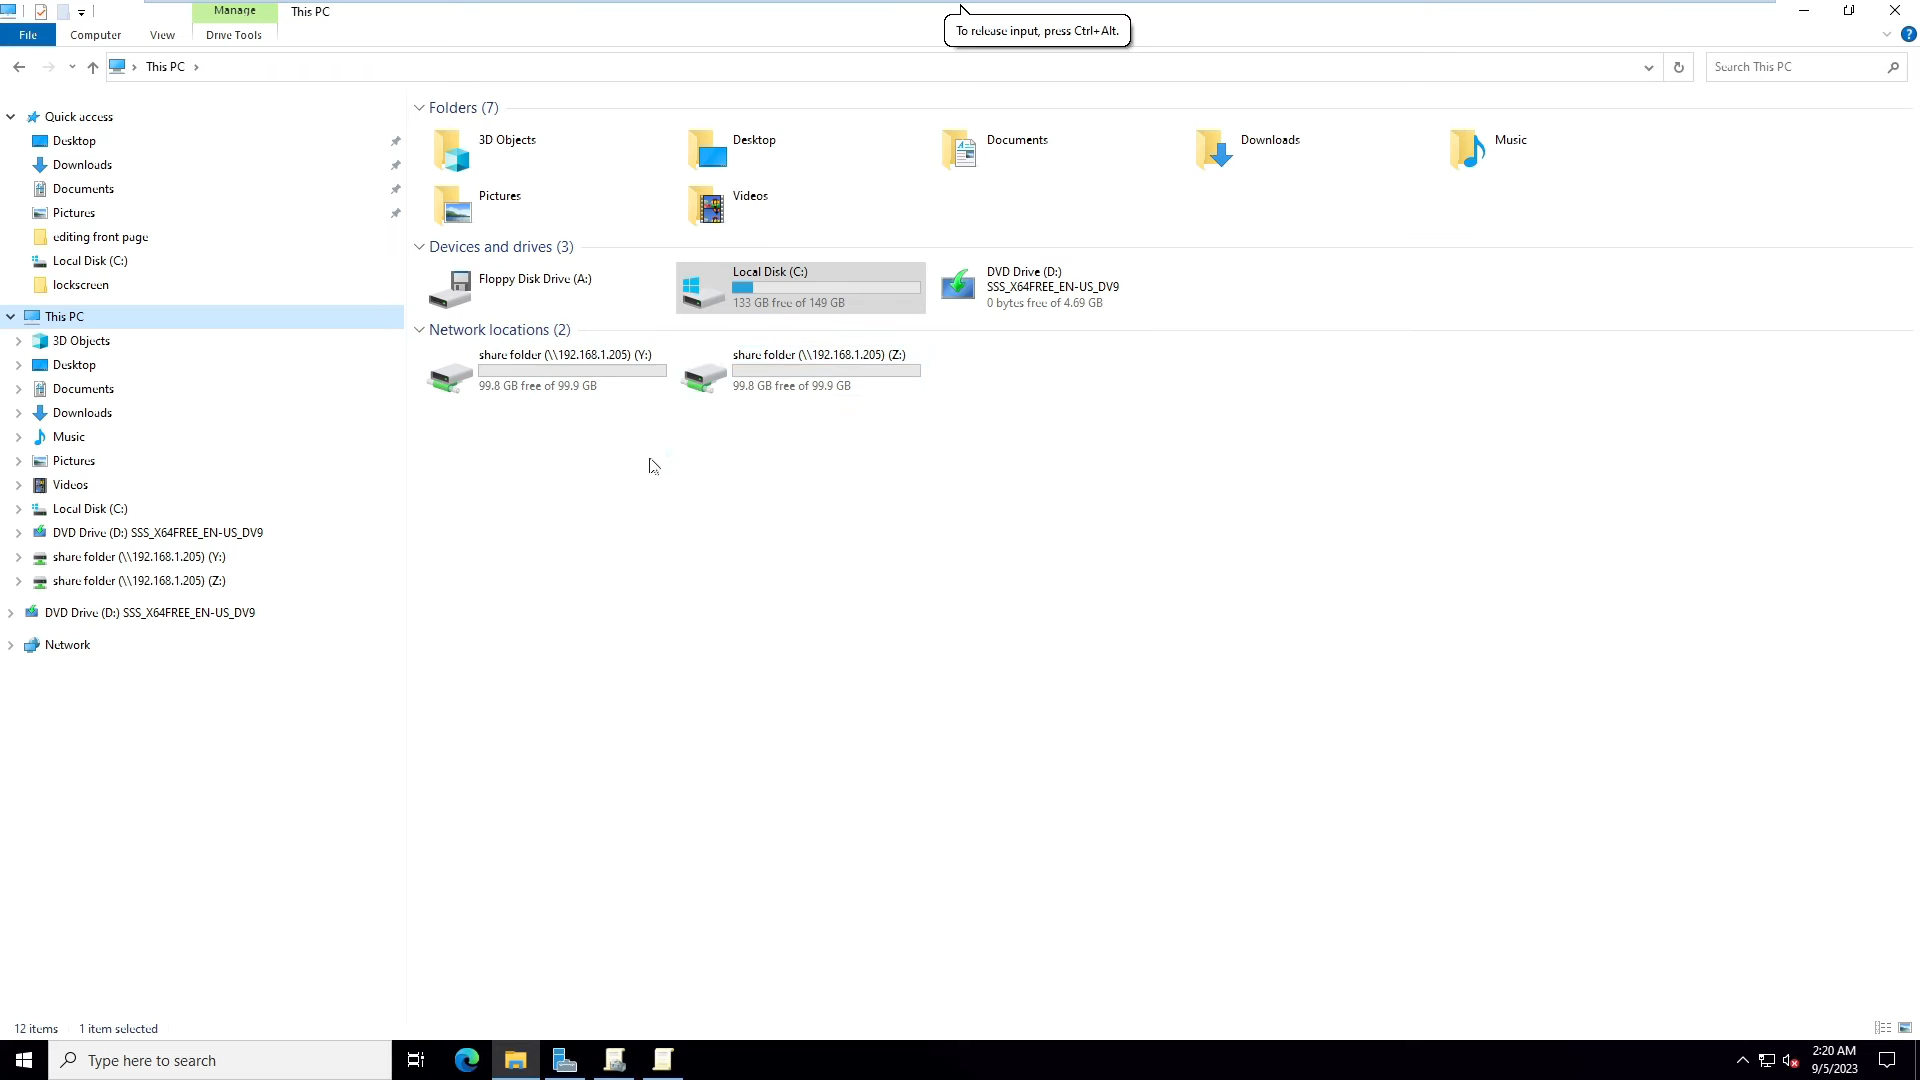 Manage This PC
To release input, press Ctrl+Alt.
File Computer View Drive Tools
This PC
Search This PC
Quick access
Desktop
Downloads
Documents
Pictures
editing front page
Local Disk (C:)
lockscreen
This PC
3D Objects
Desktop
Documents
Downloads
Music
Pictures
Videos
Local Disk (C:)
DVD Drive (D:) SSS_X64FREE_EN-US_DV9
share folder (\\192.168.1.205) (Y:)
share folder (\\192.168.1.205) (Z:)
DVD Drive (D:) SSS_X64FREE_EN-US_DV9
Network
Folders (7)
3D Objects
Desktop
Documents
Downloads
Music
Pictures
Videos
Devices and drives (3)
Floppy Disk Drive (A:)
Local Disk (C:)
133 GB free of 149 GB
DVD Drive (D:)
SSS_X64FREE_EN-US_DV9
0 bytes free of 4.69 GB
Network locations (2)
share folder (\\192.168.1.205) (Y:)
99.8 GB free of 99.9 GB
share folder (\\192.168.1.205) (Z:)
99.8 GB free of 99.9 GB
12 items 1 item selected
Type here to search
2:20 AM
9/5/2023